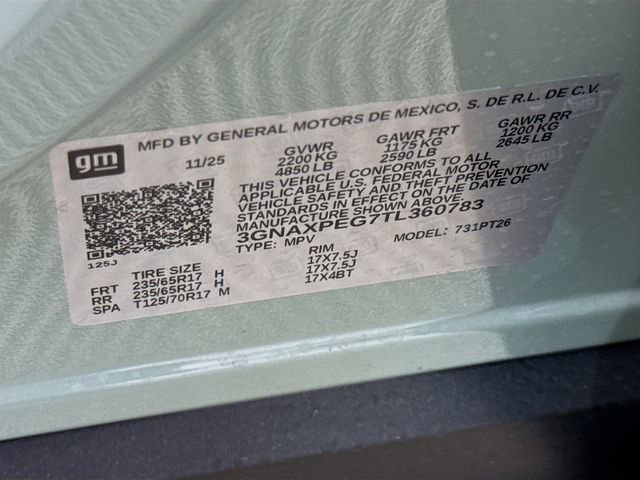 gm
MFD BY GENERAL MOTORS DE MEXICO, S. DE R.L. DE C.V.
11/25 GVWR GAWR FRT GAWR RR
2200 KG 1175 KG 1200 KG
4850 LB 2590 LB 2645 LB
THIS VEHICLE CONFORMS TO ALL
APPLICABLE U.S. FEDERAL MOTOR
VEHICLE SAFETY AND THEFT PREVENTION
STANDARDS IN EFFECT ON THE DATE OF
MANUFACTURE SHOWN ABOVE.
3GNAXPEG7TL360783
TYPE: MPV MODEL: 731PT26
125J
TIRE SIZE RIM
FRT 235/65R17 H 17X7.5J
RR 235/65R17 H 17X7.5J
SPA T125/70R17 M 17X4BT